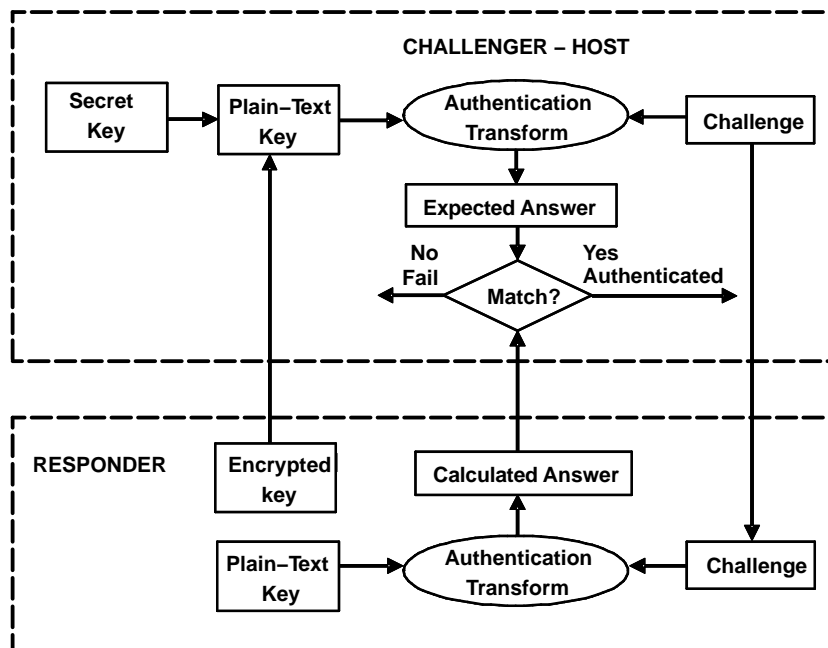 CHALLENGER – HOST
Secret
Key
Plain–Text
Key
Authentication
Transform
Challenge
Expected Answer
No
Fail
Match?
Yes
Authenticated
RESPONDER
Encrypted
key
Calculated Answer
Plain–Text
Key
Authentication
Transform
Challenge